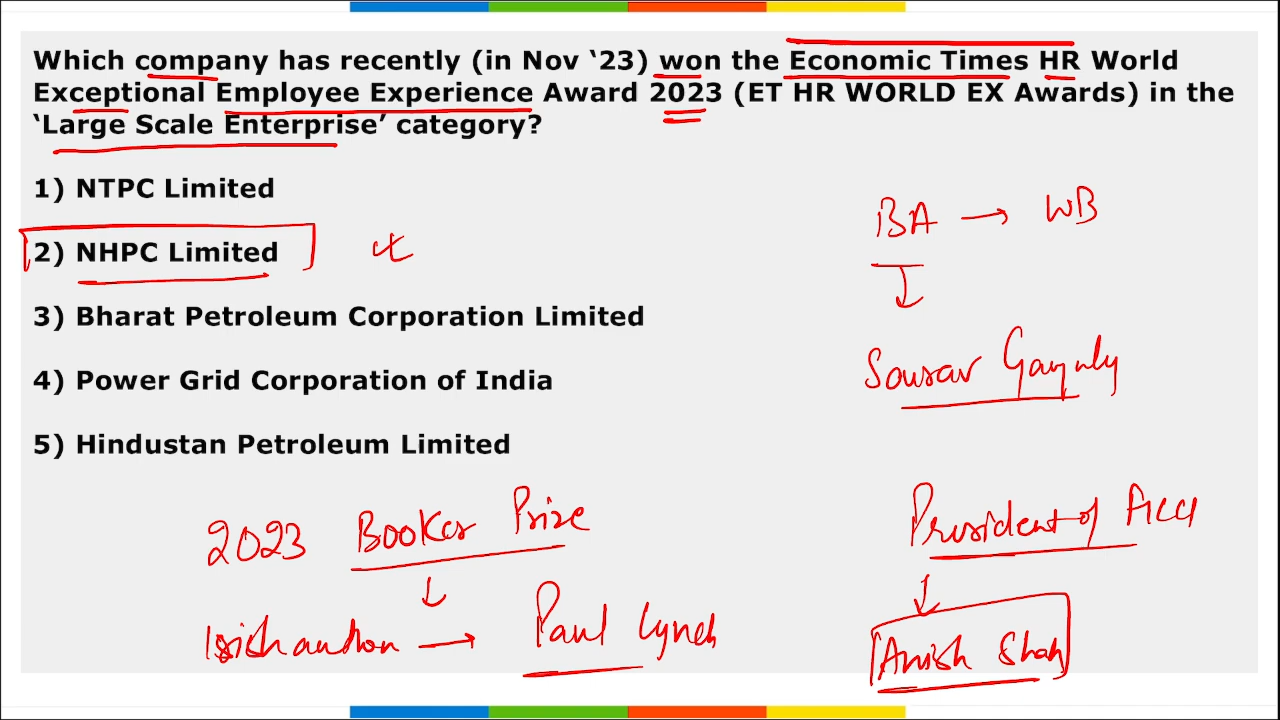 Which company has recently (in Nov ‘23) won the Economic Times HR World
Exceptional Employee Experience Award 2023 (ET HR WORLD EX Awards) in the
‘Large Scale Enterprise’ category?
1) NTPC Limited
2) NHPC Limited
3) Bharat Petroleum Corporation Limited
4) Power Grid Corporation of India
5) Hindustan Petroleum Limited
BA → WB
↓
Sourav Ganguly
2023 Booker Prize
↓
Irish author → Paul Lynch
President of FICCI
↓
Anish Shah